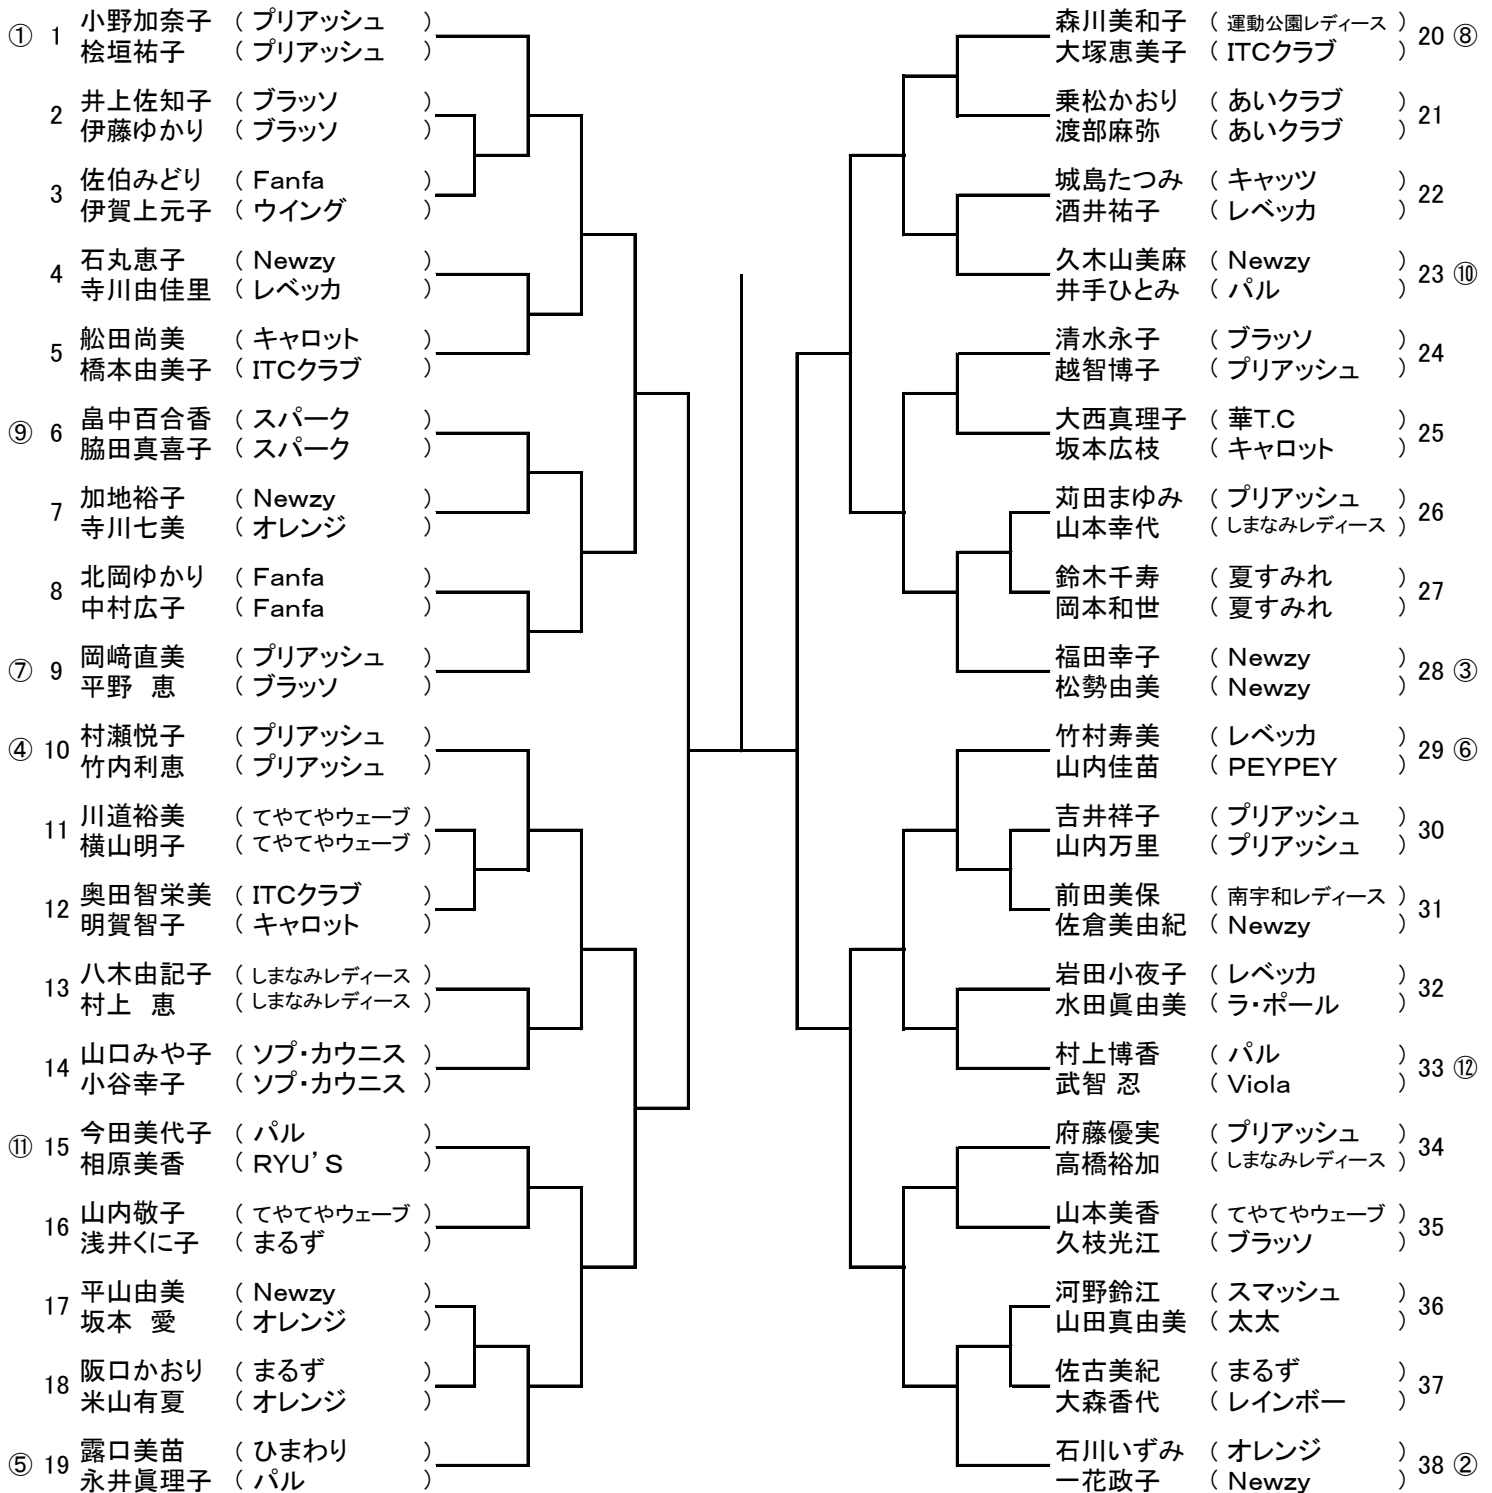 ① 1 小野加奈子 ( プリアッシュ )
桧垣祐子 ( プリアッシュ )
2 井上佐知子 ( ブラッソ )
伊藤ゆかり ( ブラッソ )
3 佐伯みどり ( Fanfa )
伊賀上元子 ( ウイング )
4 石丸恵子 ( Newzy )
寺川由佳里 ( レベッカ )
5 舩田尚美 ( キャロット )
橋本由美子 ( ITCクラブ )
⑨ 6 畠中百合香 ( スパーク )
脇田真喜子 ( スパーク )
7 加地裕子 ( Newzy )
寺川七美 ( オレンジ )
8 北岡ゆかり ( Fanfa )
中村広子 ( Fanfa )
⑦ 9 岡﨑直美 ( プリアッシュ )
平野 恵 ( ブラッソ )
④ 10 村瀬悦子 ( プリアッシュ )
竹内利恵 ( プリアッシュ )
11 川道裕美 ( てやてやウェーブ )
横山明子 ( てやてやウェーブ )
12 奥田智栄美 ( ITCクラブ )
明賀智子 ( キャロット )
13 八木由記子 ( しまなみレディース )
村上 恵 ( しまなみレディース )
14 山口みや子 ( ソプ・カウニス )
小谷幸子 ( ソプ・カウニス )
⑪ 15 今田美代子 ( パル )
相原美香 ( RYU'S )
16 山内敬子 ( てやてやウェーブ )
浅井くに子 ( まるず )
17 平山由美 ( Newzy )
坂本 愛 ( オレンジ )
18 阪口かおり ( まるず )
米山有夏 ( オレンジ )
⑤ 19 露口美苗 ( ひまわり )
永井眞理子 ( パル )
森川美和子 ( 運動公園レディース ) 20 ⑧
大塚恵美子 ( ITCクラブ )
乗松かおり ( あいクラブ ) 21
渡部麻弥 ( あいクラブ )
城島たつみ ( キャッツ ) 22
酒井祐子 ( レベッカ )
久木山美麻 ( Newzy ) 23 ⑩
井手ひとみ ( パル )
清水永子 ( ブラッソ ) 24
越智博子 ( プリアッシュ )
大西真理子 ( 華T.C ) 25
坂本広枝 ( キャロット )
苅田まゆみ ( プリアッシュ ) 26
山本幸代 ( しまなみレディース )
鈴木千寿 ( 夏すみれ ) 27
岡本和世 ( 夏すみれ )
福田幸子 ( Newzy ) 28 ③
松勢由美 ( Newzy )
竹村寿美 ( レベッカ ) 29 ⑥
山内佳苗 ( PEYPEY )
吉井祥子 ( プリアッシュ ) 30
山内万里 ( プリアッシュ )
前田美保 ( 南宇和レディース ) 31
佐倉美由紀 ( Newzy )
岩田小夜子 ( レベッカ ) 32
水田眞由美 ( ラ・ポール )
村上博香 ( パル ) 33 ⑫
武智 忍 ( Viola )
府藤優実 ( プリアッシュ ) 34
高橋裕加 ( しまなみレディース )
山本美香 ( てやてやウェーブ ) 35
久枝光江 ( ブラッソ )
河野鈴江 ( スマッシュ ) 36
山田真由美 ( 太太 )
佐古美紀 ( まるず ) 37
大森香代 ( レインボー )
石川いずみ ( オレンジ ) 38 ②
一花政子 ( Newzy )